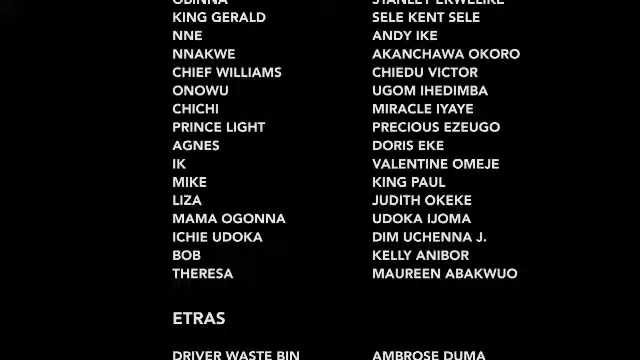 OBINNA STANLEY EKWELIKE
KING GERALD SELE KENT SELE
NNE ANDY IKE
NNAKWE AKANCHAWA OKORO
CHIEF WILLIAMS CHIEDU VICTOR
ONOWU UGOM IHEDIMBA
CHICHI MIRACLE IYAYE
PRINCE LIGHT PRECIOUS EZEUGO
AGNES DORIS EKE
IK VALENTINE OMEJE
MIKE KING PAUL
LIZA JUDITH OKEKE
MAMA OGONNA UDOKA IJOMA
ICHIE UDOKA DIM UCHENNA J.
BOB KELLY ANIBOR
THERESA MAUREEN ABAKWUO
ETRAS
DRIVER WASTE BIN AMBROSE DUMA